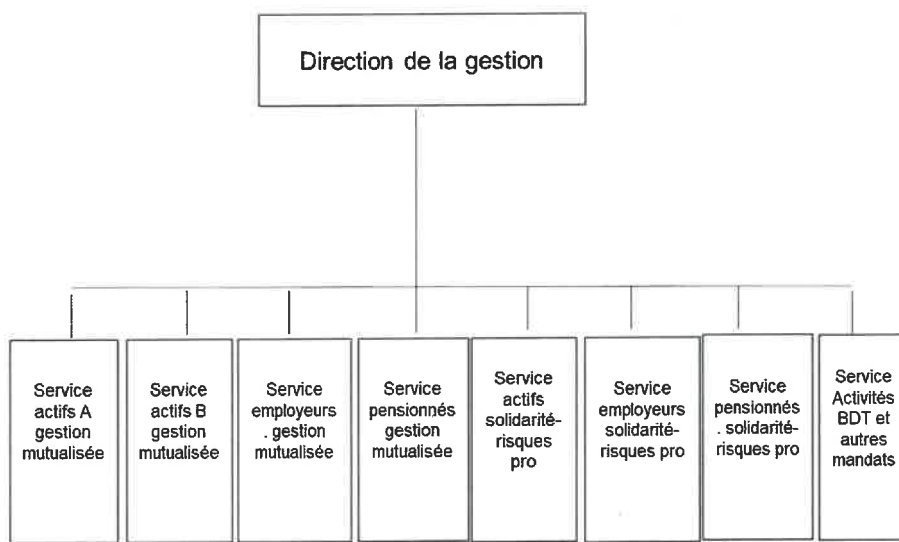 Direction de la gestion
Service
actifs A
gestion
mutualisée
Service
actifs B
gestion
mutualisée
Service
employeurs
. gestion
mutualisée
Service
pensionnés
gestion
mutualisée
Service
actifs
solidarité-
risques
pro
Service
employeurs
solidarité-
risques pro
Service
pensionnés
. solidarité-
risques pro
Service
Activités
BDT et
autres
mandats